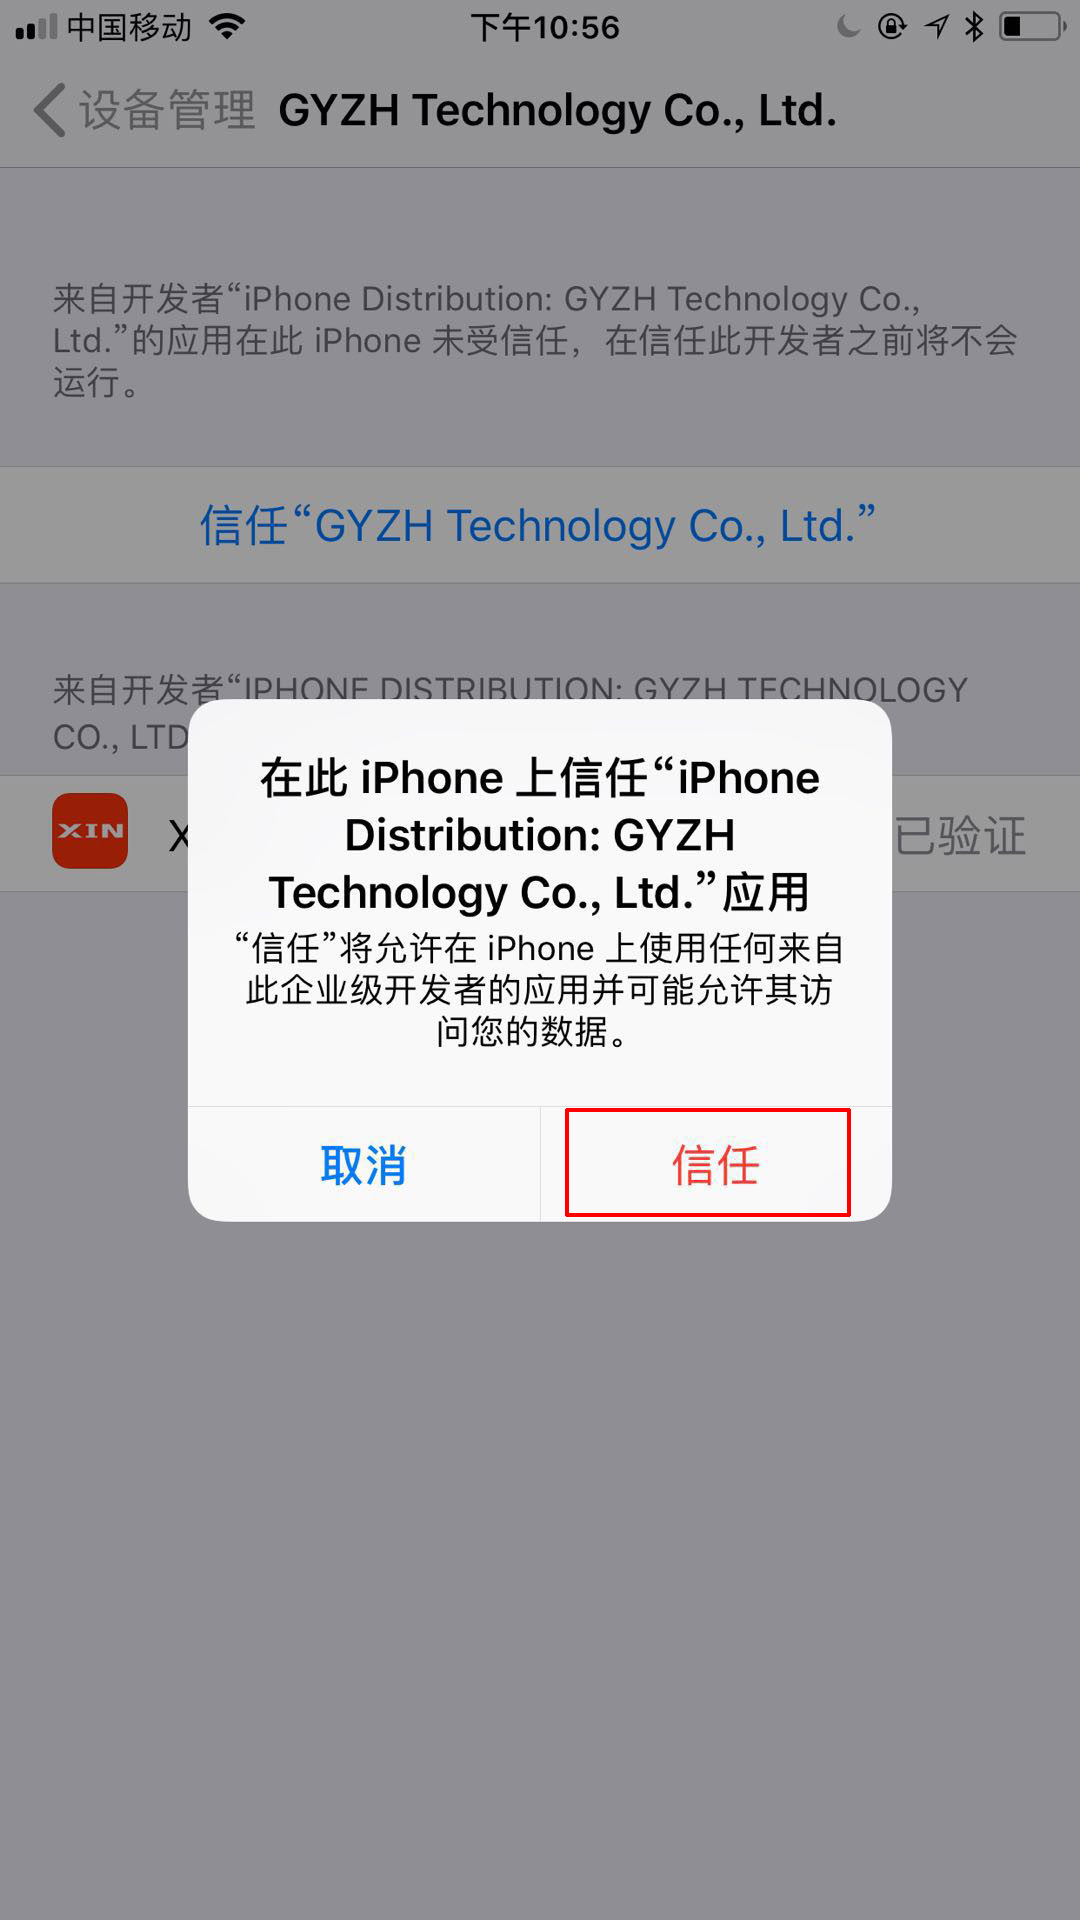 中国移动
下午10:56
设备管理
GYZH Technology Co., Ltd.
来自开发者“iPhone Distribution: GYZH Technology Co.,
Ltd.”的应用在此 iPhone 未受信任，在信任此开发者之前将不会
运行。
信任“GYZH Technology Co., Ltd.”
来自开发者“IPHONE DISTRIBUTION: GYZH TECHNOLOGY
CO., LTD
XIN
X
已验证
在此 iPhone 上信任“iPhone
Distribution: GYZH
Technology Co., Ltd.”应用
“信任”将允许在 iPhone 上使用任何来自
此企业级开发者的应用并可能允许其访
问您的数据。
取消
信任